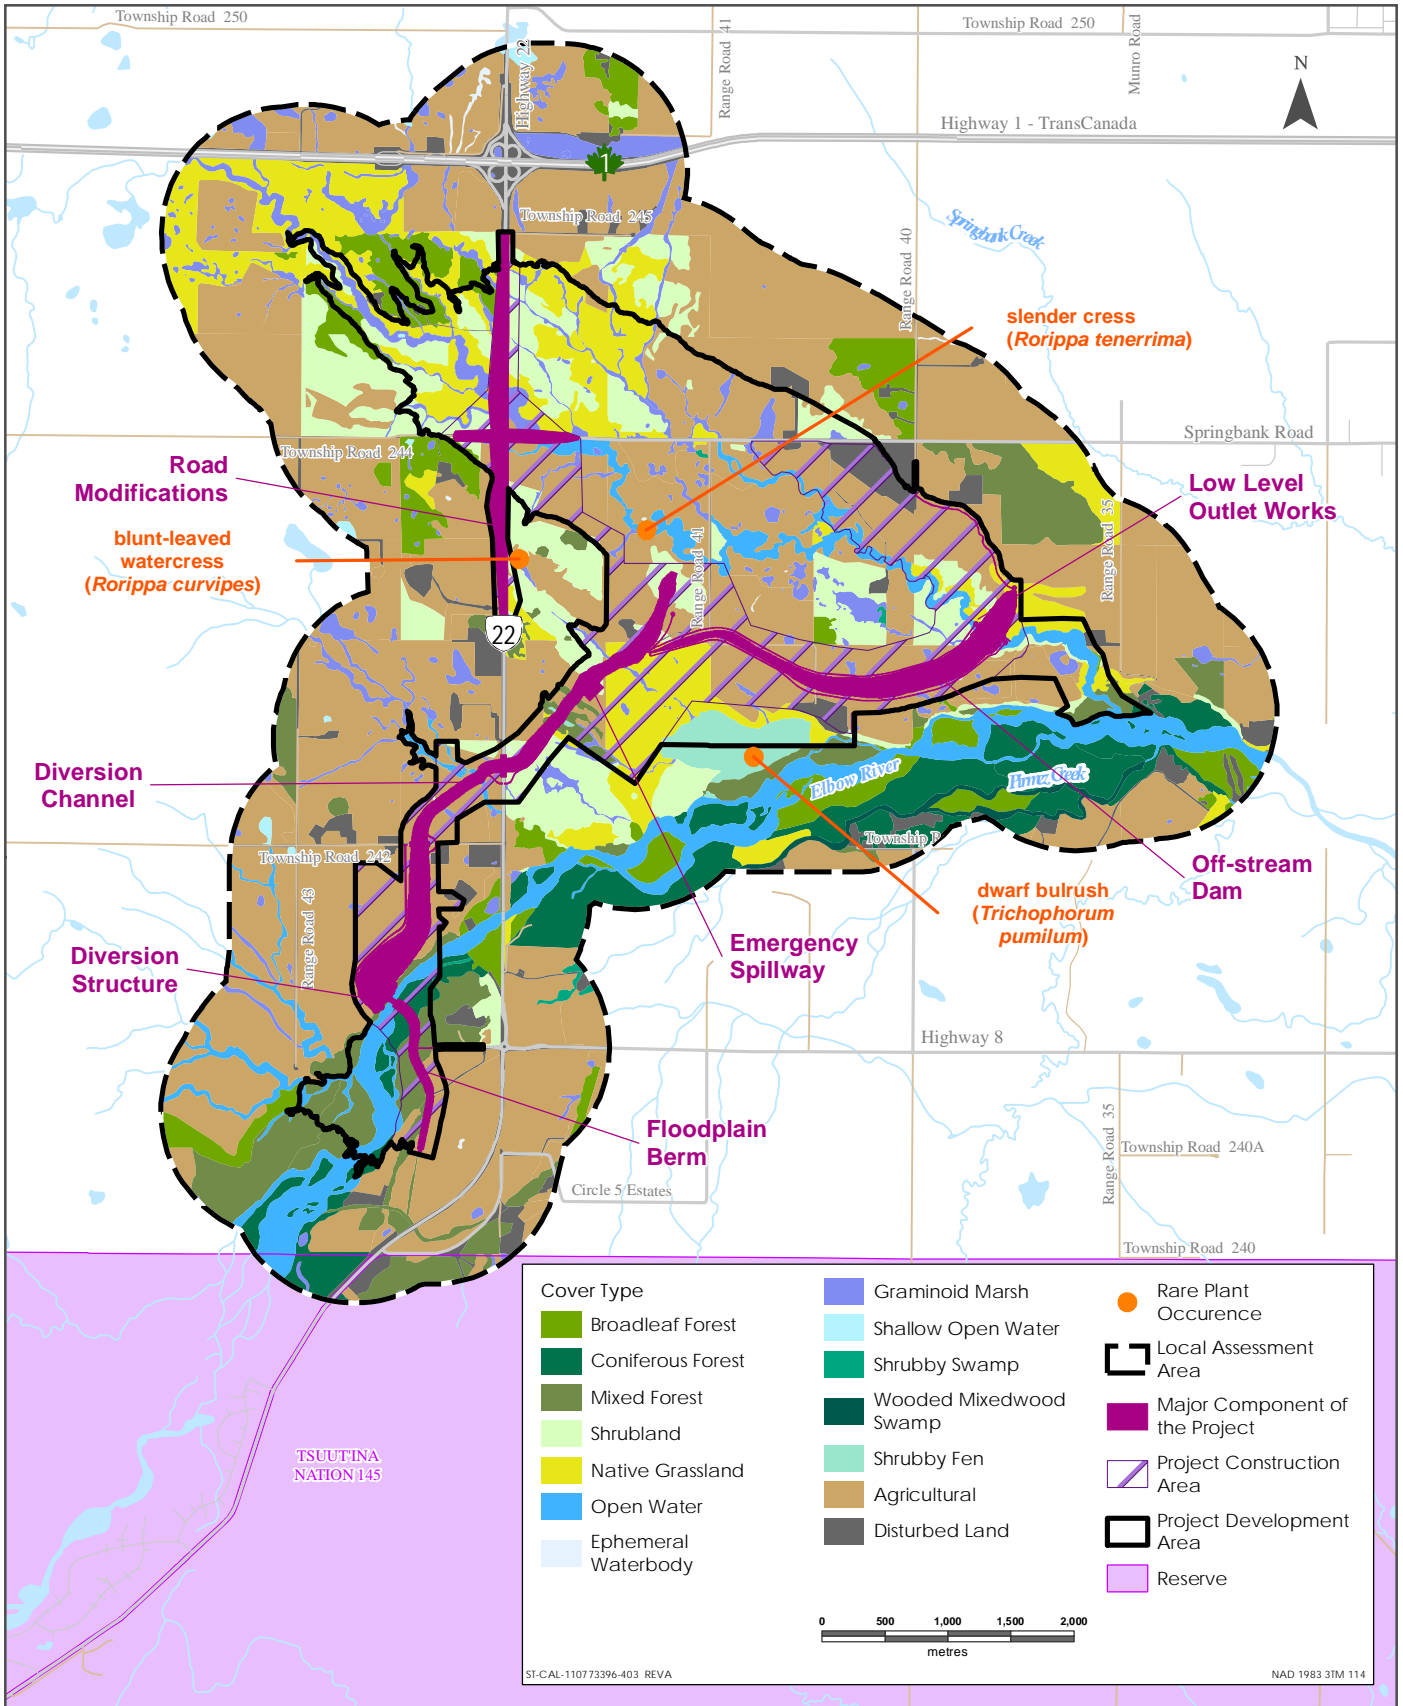 Township Road 250
Highway 22
Range Road 41
Township Road 250
Munro Road
N
Highway 1 - TransCanada
1
Township Road 245
Springbank Creek
Range Road 40
slender cress
(Rorippa tenerrima)
Springbank Road
Township Road 244
Road
Modifications
Low Level
Outlet Works
blunt-leaved
watercress
(Rorippa curvipes)
Range Road 41
Range Road 35
22
Diversion
Channel
Elbow River
Pirmez Creek
Township R
Township Road 242
Off-stream
Dam
dwarf bulrush
(Trichophorum
pumilum)
Range Road 43
Emergency
Spillway
Diversion
Structure
Highway 8
Floodplain
Berm
Range Road 35
Township Road 240A
Circle 5 Estates
Township Road 240
TSUUT'INA
NATION 145
Cover Type
Broadleaf Forest
Coniferous Forest
Mixed Forest
Shrubland
Native Grassland
Open Water
Ephemeral
Waterbody
Graminoid Marsh
Shallow Open Water
Shrubby Swamp
Wooded Mixedwood
Swamp
Shrubby Fen
Agricultural
Disturbed Land
Rare Plant
Occurence
Local Assessment
Area
Major Component of
the Project
Project Construction
Area
Project Development
Area
Reserve
0 500 1,000 1,500 2,000
metres
ST-CAL-110773396-403 REVA
NAD 1983 3TM 114